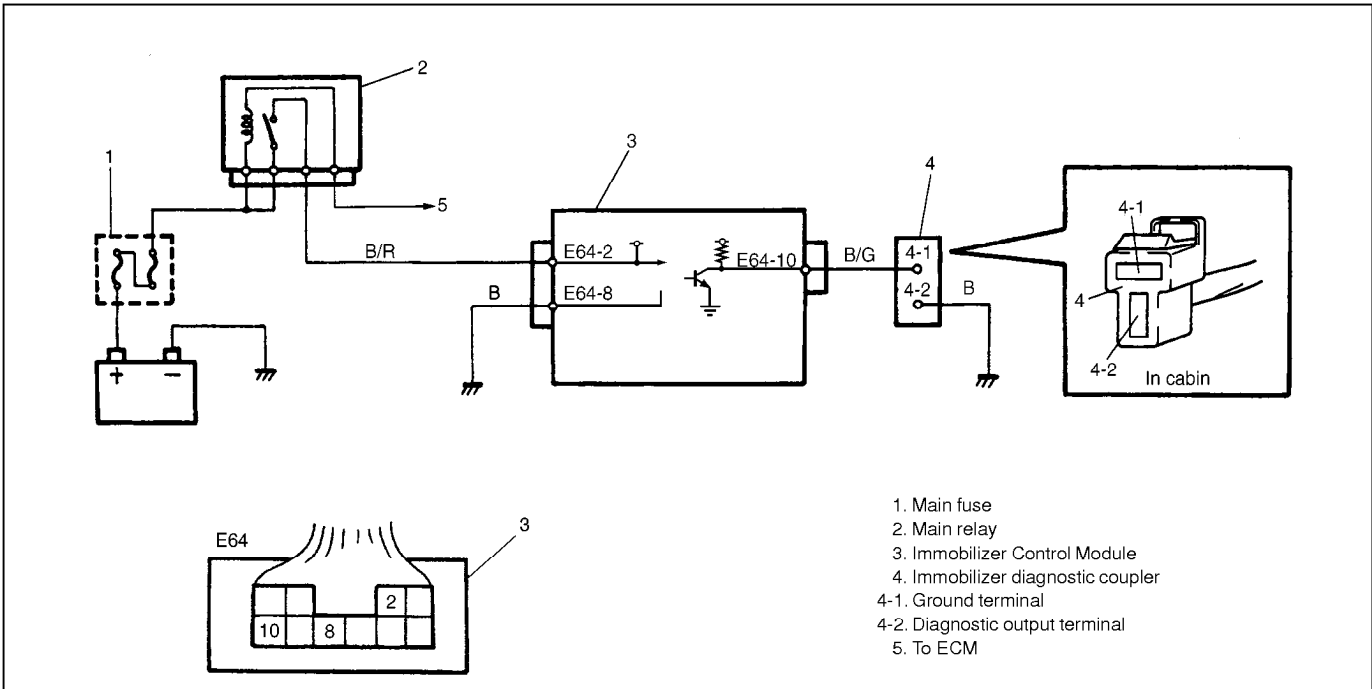 2
1
3
4
5
4-1
E64-2
E64-10
B/R
B/G
4-1
4-2
B
B
E64-8
4
4-2
+
−
In cabin
3
E64
2
10
8
1. Main fuse
2. Main relay
3. Immobilizer Control Module
4. Immobilizer diagnostic coupler
4-1. Ground terminal
4-2. Diagnostic output terminal
5. To ECM